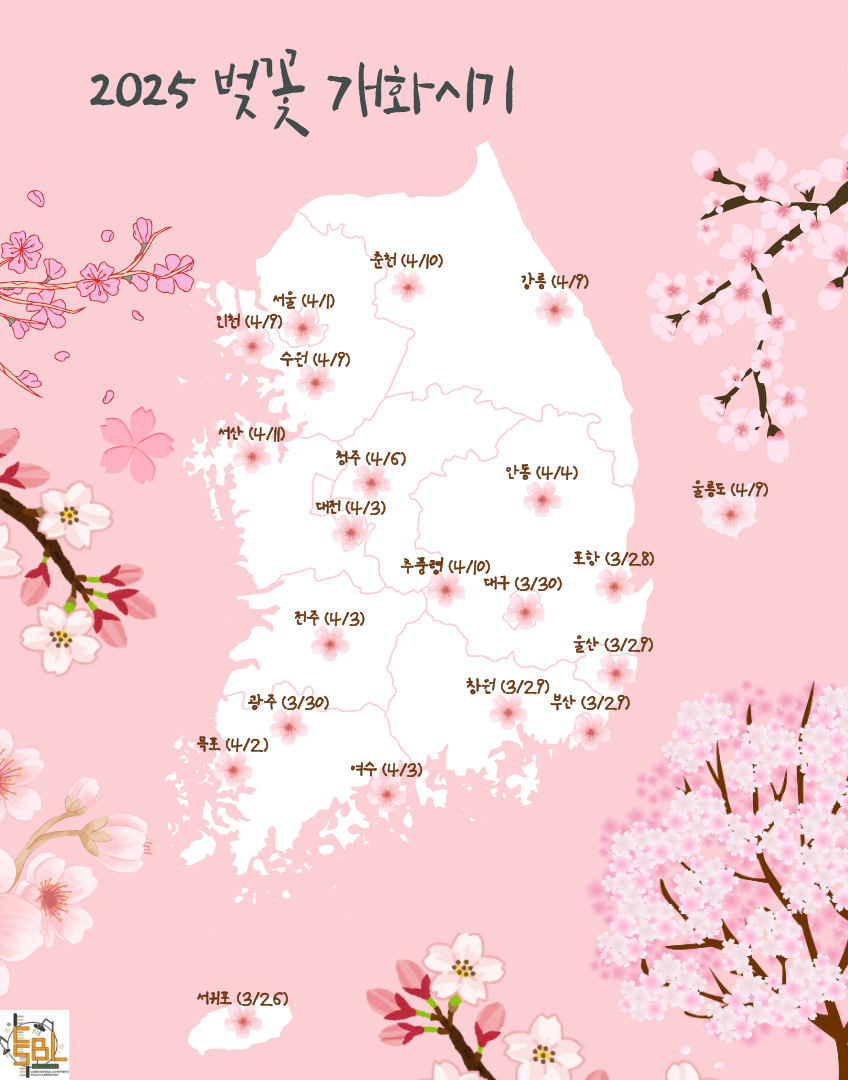 2025 벚꽃 개화시기
춘천 (4/10)
강릉 (4/9)
서울 (4/1)
인천 (4/9)
수원 (4/9)
서산 (4/11)
청주 (4/6)
안동 (4/4)
울릉도 (4/9)
대전 (4/3)
추풍령 (4/10)
포항 (3/28)
대구 (3/30)
전주 (4/3)
울산 (3/29)
창원 (3/29)
부산 (3/29)
광주 (3/30)
목포 (4/2)
여수 (4/3)
서귀포 (3/26)